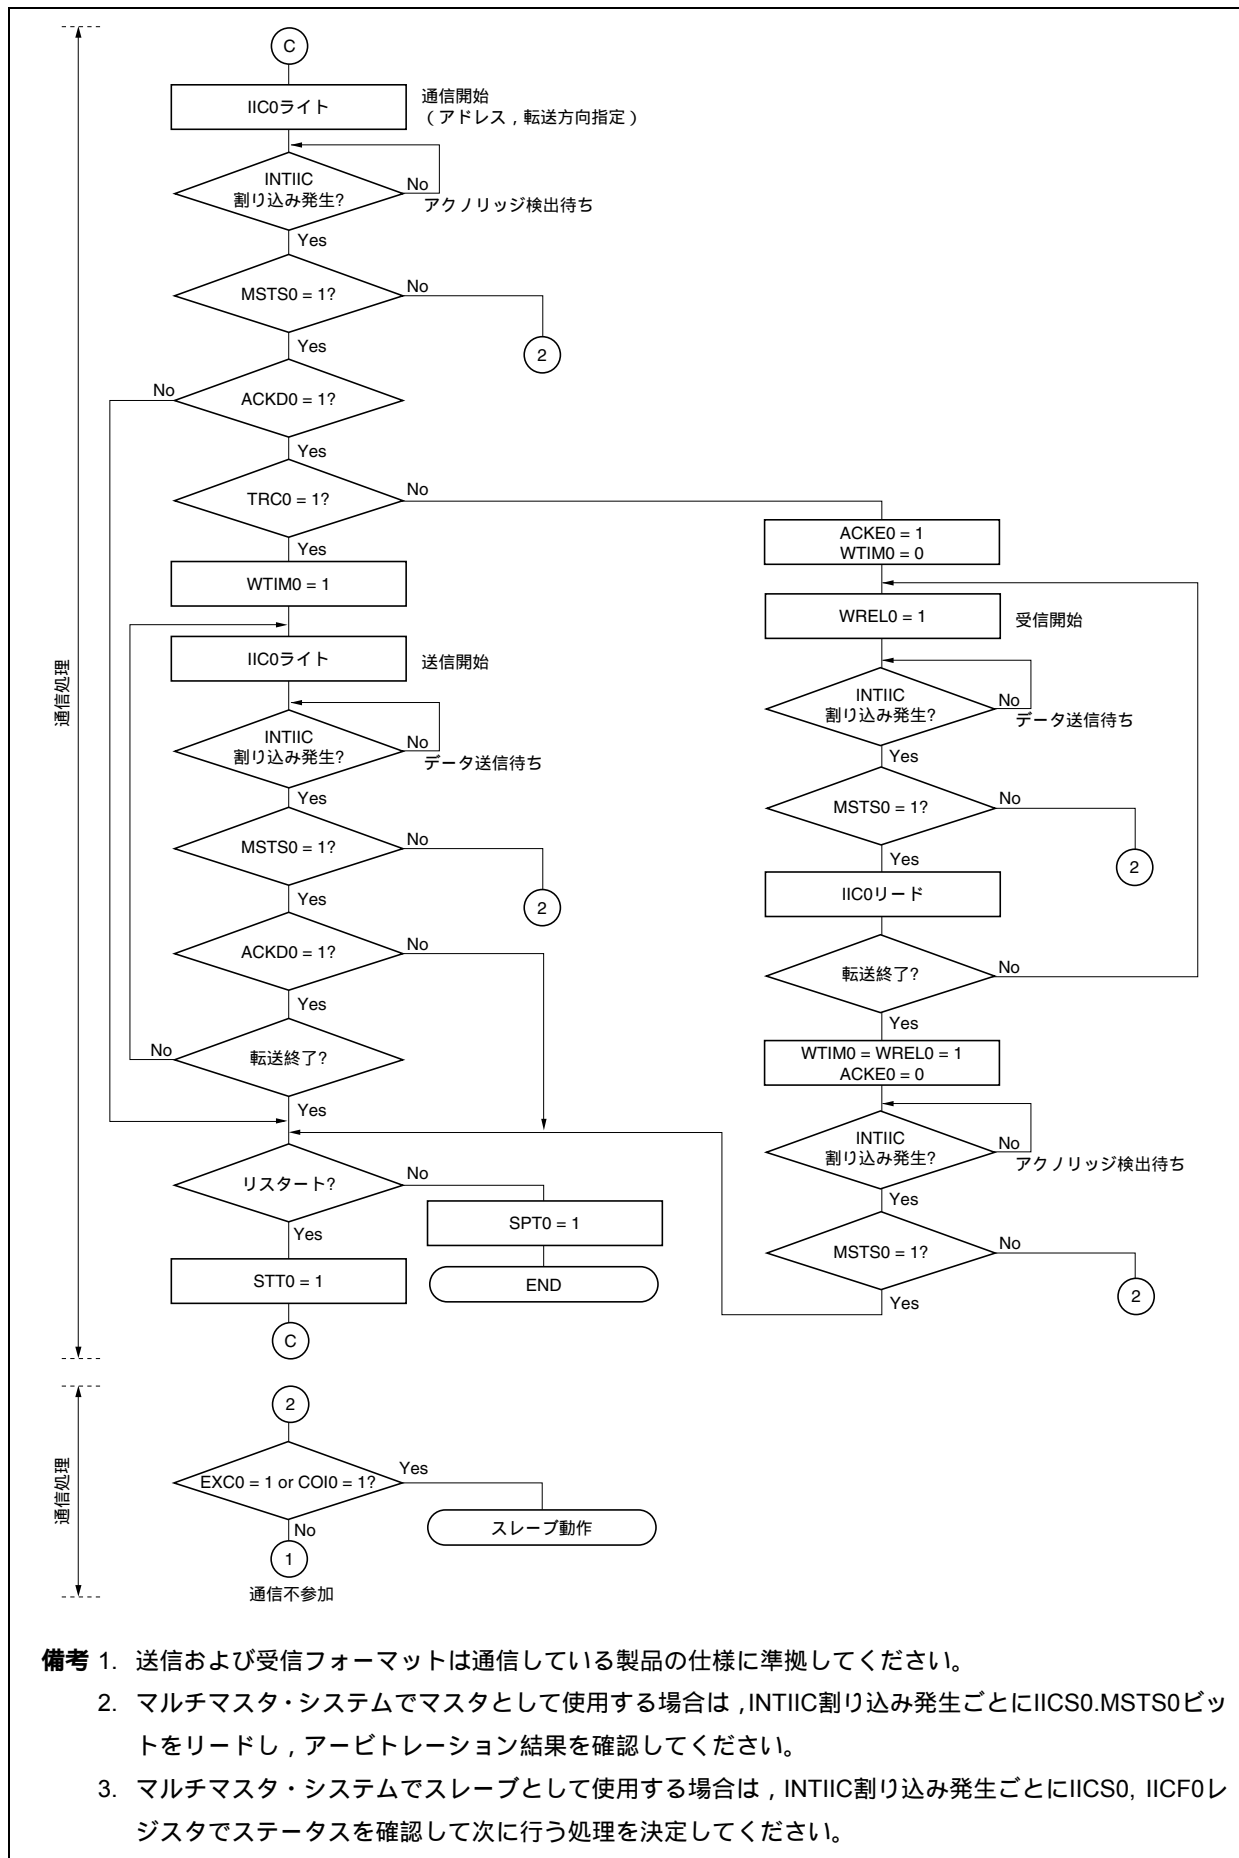 C
IIC0ライト
通信開始
（アドレス，転送方向指定）
INTIIC
割り込み発生?
No
アクノリッジ検出待ち
Yes
MSTS0 = 1?
No
2
Yes
ACKD0 = 1?
No
Yes
TRC0 = 1?
No
Yes
WTIM0 = 1
IIC0ライト
送信開始
INTIIC
割り込み発生?
No
データ送信待ち
Yes
MSTS0 = 1?
No
2
Yes
ACKD0 = 1?
No
Yes
転送終了?
No
Yes
リスタート?
No
SPT0 = 1
END
Yes
STT0 = 1
C
ACKE0 = 1
WTIM0 = 0
WREL0 = 1
受信開始
INTIIC
割り込み発生?
No
データ送信待ち
Yes
MSTS0 = 1?
No
2
Yes
IIC0リード
転送終了?
No
Yes
WTIM0 = WREL0 = 1
ACKE0 = 0
INTIIC
割り込み発生?
No
アクノリッジ検出待ち
Yes
MSTS0 = 1?
No
2
Yes
通信処理
2
EXC0 = 1 or COI0 = 1?
Yes
スレーブ動作
No
1
通信不参加
通信処理
備考 1. 送信および受信フォーマットは通信している製品の仕様に準拠してください。
2. マルチマスタ・システムでマスタとして使用する場合は，INTIIC割り込み発生ごとにIICS0.MSTS0ビッ
トをリードし，アービトレーション結果を確認してください。
3. マルチマスタ・システムでスレーブとして使用する場合は，INTIIC割り込み発生ごとにIICS0, IICF0レ
ジスタでステータスを確認して次に行う処理を決定してください。